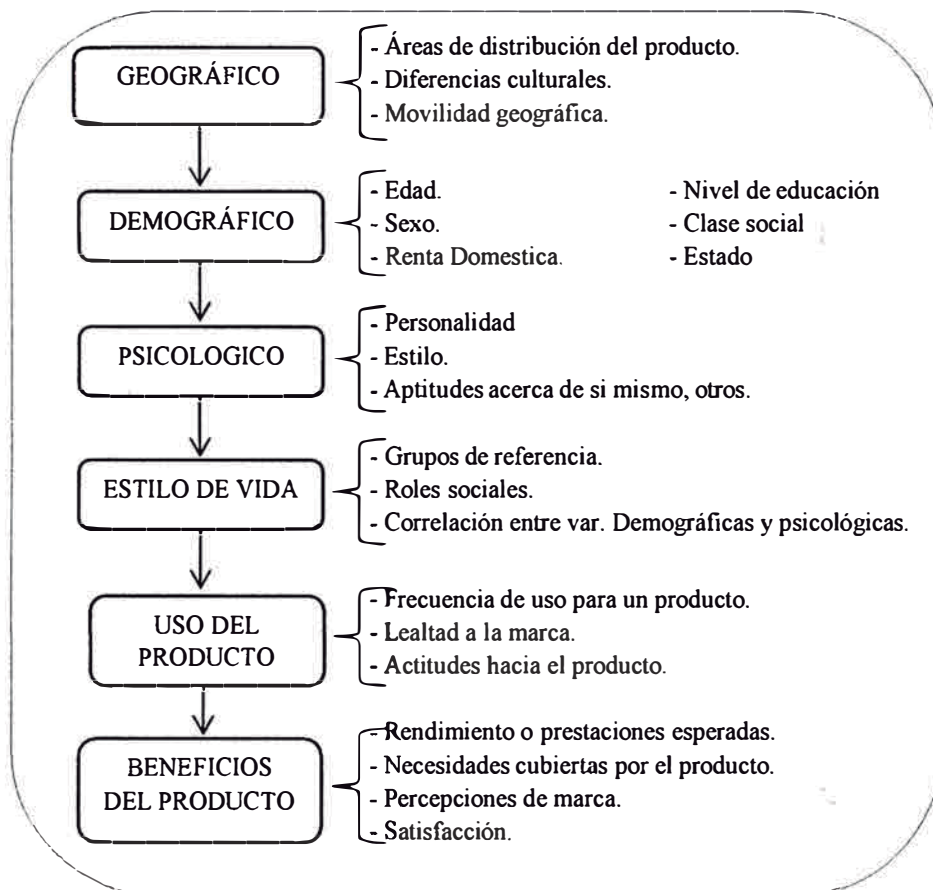 GEOGRÁFICO
- Áreas de distribución del producto.
- Diferencias culturales.
- Movilidad geográfica.
DEMOGRÁFICO
- Edad.
- Sexo.
- Renta Domestica.
- Nivel de educación
- Clase social
- Estado
PSICOLOGICO
- Personalidad
- Estilo.
- Aptitudes acerca de si mismo, otros.
ESTILO DE VIDA
- Grupos de referencia.
- Roles sociales.
- Correlación entre var. Demográficas y psicológicas.
USO DEL
PRODUCTO
- Frecuencia de uso para un producto.
- Lealtad a la marca.
- Actitudes hacia el producto.
BENEFICIOS
DEL PRODUCTO
- Rendimiento o prestaciones esperadas.
- Necesidades cubiertas por el producto.
- Percepciones de marca.
- Satisfacción.